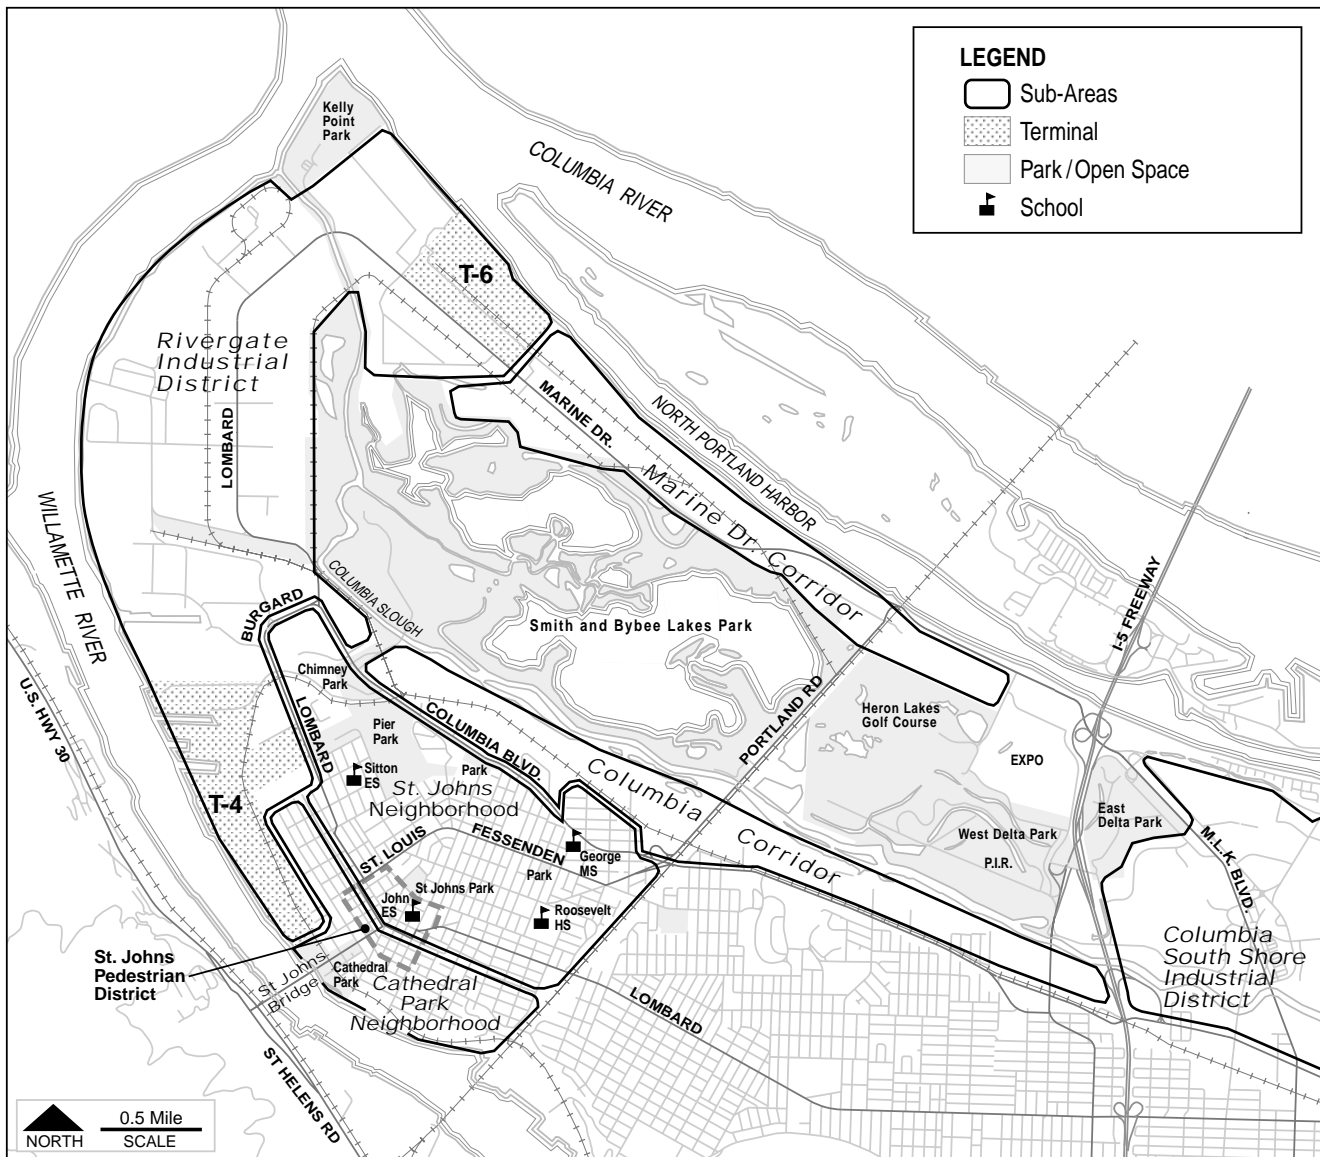 LEGEND
Sub-Areas
Terminal
Park / Open Space
School
Kelly
Point
Park
COLUMBIA RIVER
T-6
Rivergate
Industrial
District
LOMBARD
MARINE DR.
NORTH PORTLAND HARBOR
Marine Dr. Corridor
WILLAMETTE RIVER
COLUMBIA SLOUGH
BURGARD
Smith and Bybee Lakes Park
I-5 FREEWAY
U.S. HWY 30
Chimney
Park
LOMBARD
Pier
Park
COLUMBIA BLVD.
PORTLAND RD
Heron Lakes
Golf Course
EXPO
Sitton
ES
Park
St. Johns
Neighborhood
Columbia
Corridor
T-4
ST. LOUIS
FESSENDEN
George
MS
Park
West Delta Park
P.I.R.
East
Delta Park
M.L.K. BLVD.
John
ES
St Johns Park
Roosevelt
HS
St. Johns
Pedestrian
District
St Johns
Bridge
Cathedral
Park
Cathedral
Park
Neighborhood
LOMBARD
Columbia
South Shore
Industrial
District
ST HELENS RD
NORTH
0.5 Mile
SCALE